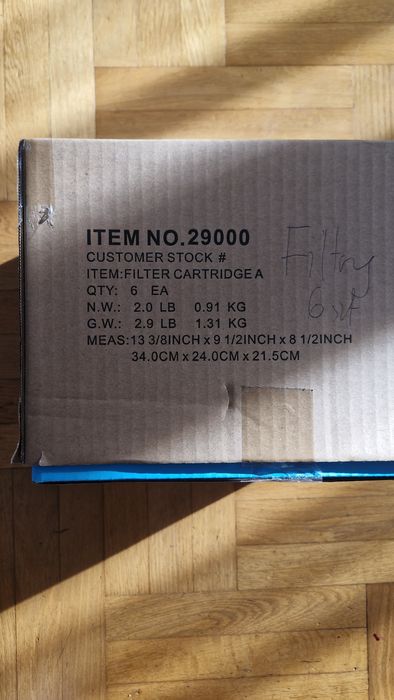 ITEM NO.29000
CUSTOMER STOCK #
ITEM:FILTER CARTRIDGE A
QTY: 6 EA
N.W.: 2.0 LB 0.91 KG
G.W.: 2.9 LB 1.31 KG
MEAS:13 3/8INCH x 9 1/2INCH x 8 1/2INCH
34.0CM x 24.0CM x 21.5CM
Filtry
6 szt